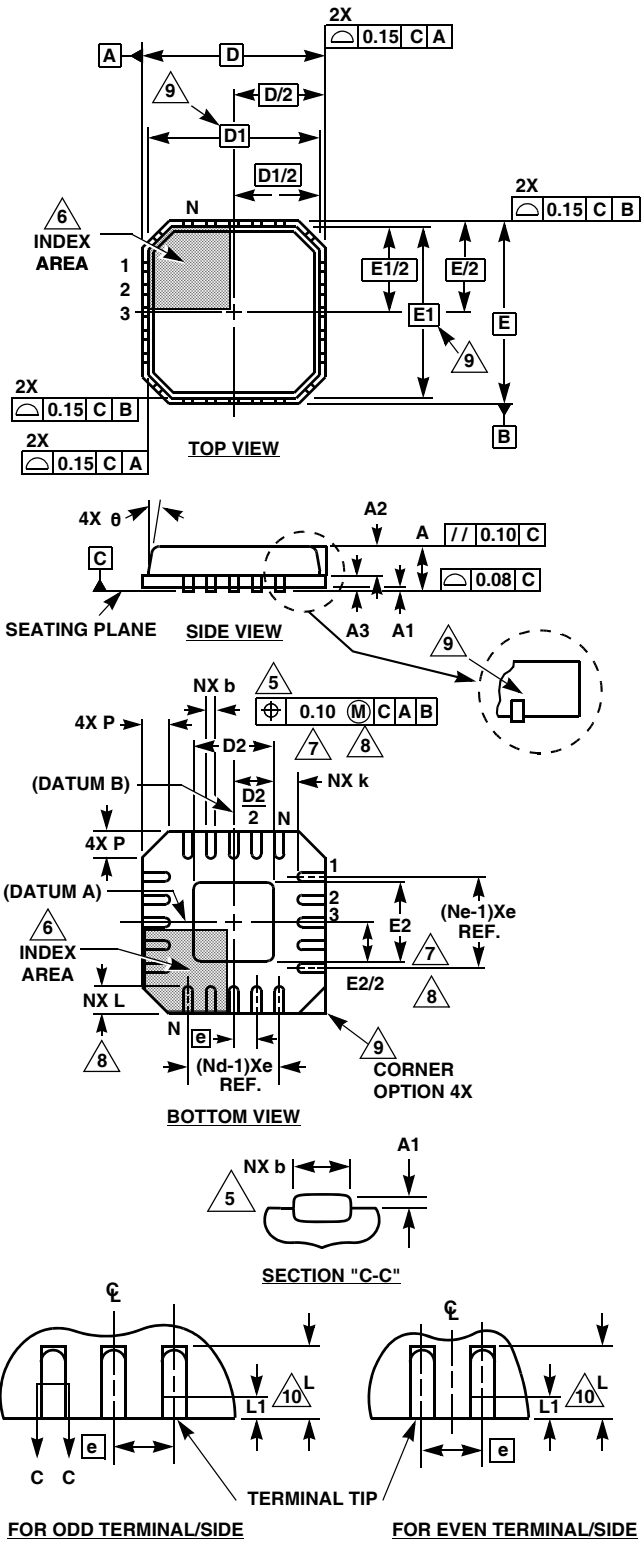 2X
⌓ 0.15 C A
A D
9
D/2
D1
D1/2
2X
⌓ 0.15 C B
6
INDEX
AREA
N
1
2
3
E1/2 E/2
E1
E
9
2X
⌓ 0.15 C B
2X
⌓ 0.15 C A
B
TOP VIEW
4X θ
A2
A // 0.10 C
C
⌓ 0.08 C
SEATING PLANE
SIDE VIEW
A3 A1
9
NX b
5
⌖ 0.10 Ⓜ C A B
4X P
D2
7 8
(DATUM B)
D2
2
N
NX k
4X P
1
(DATUM A)
2
3
E2
(Ne-1)Xe
REF.
6
INDEX
AREA
7
E2/2
NX L
8
8
N
e
9
(Nd-1)Xe
REF.
CORNER
OPTION 4X
BOTTOM VIEW
NX b
A1
5
SECTION "C-C"
℄
L
10
L1
e
C C
℄
L
10
L1
e
TERMINAL TIP
FOR ODD TERMINAL/SIDE
FOR EVEN TERMINAL/SIDE